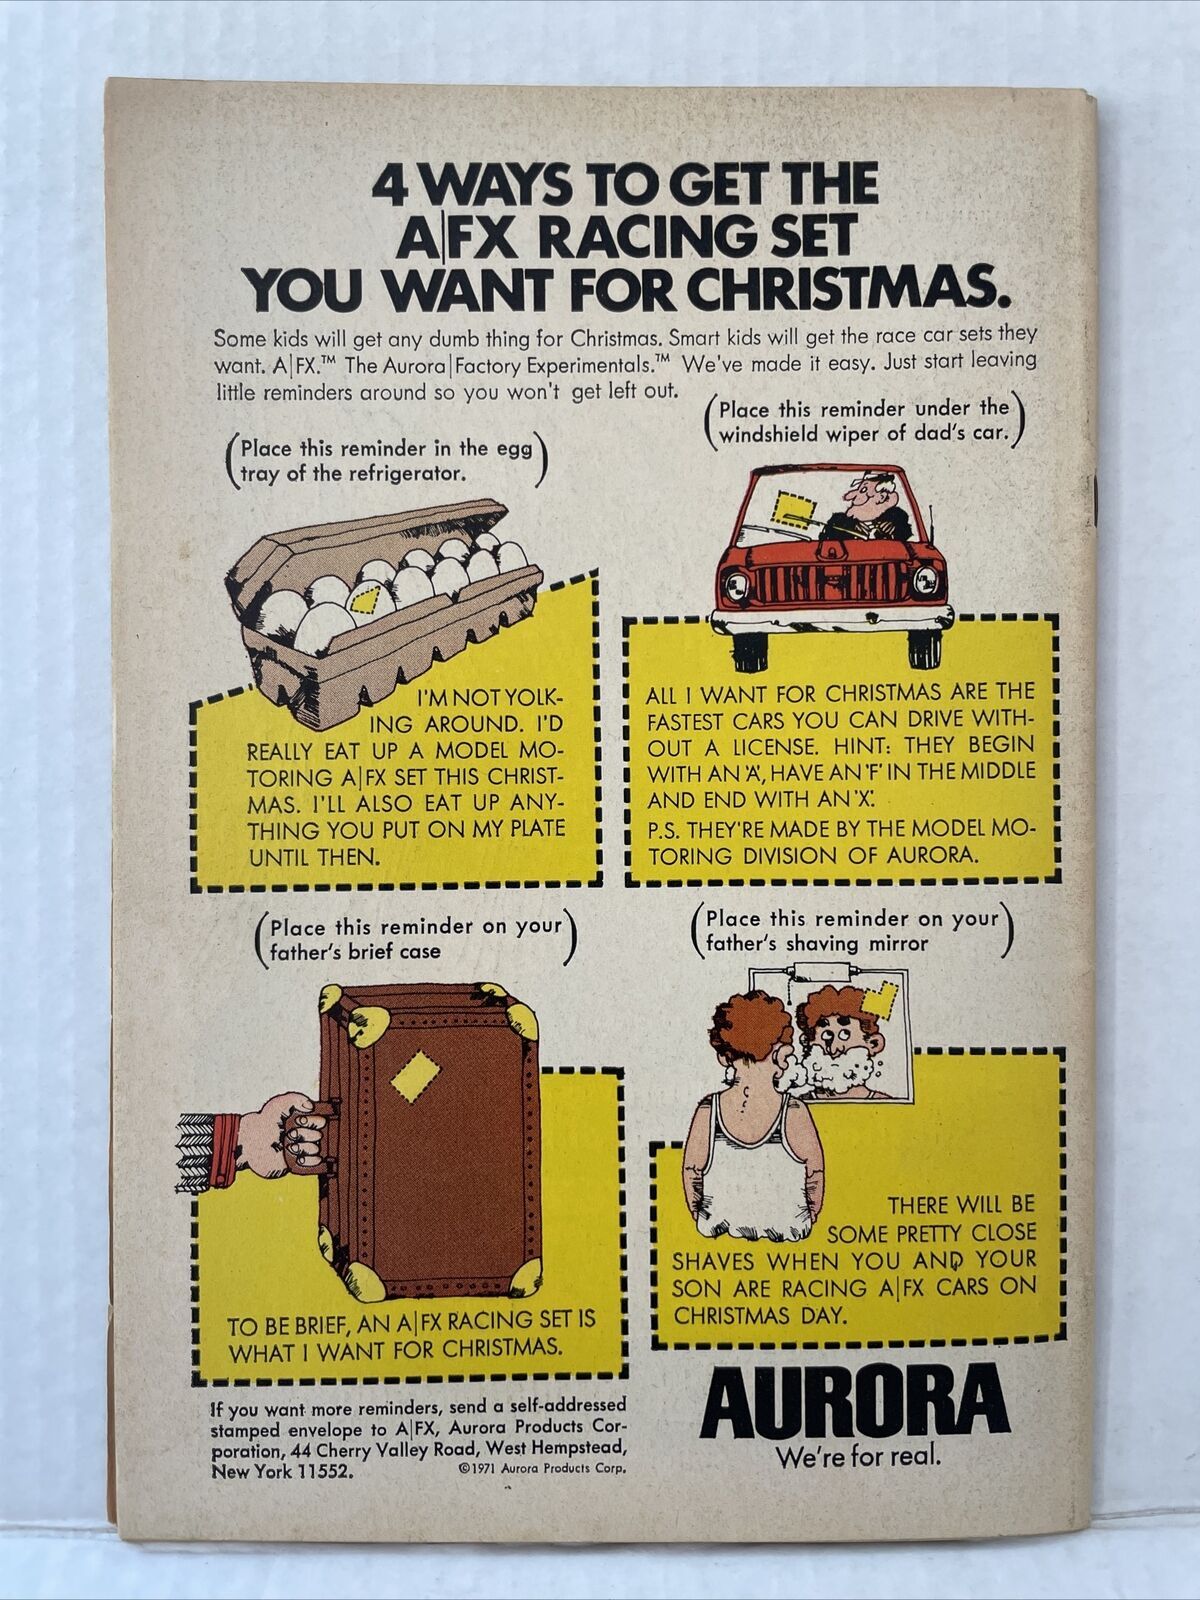 4 WAYS TO GET THE
A|FX RACING SET
YOU WANT FOR CHRISTMAS.
Some kids will get any dumb thing for Christmas. Smart kids will get the race car sets they
want. A|FX.™ The Aurora|Factory Experimentals.™ We've made it easy. Just start leaving
little reminders around so you won't get left out.
(Place this reminder in the egg
tray of the refrigerator.)
I'M NOT YOLK-
ING AROUND. I'D
REALLY EAT UP A MODEL MO-
TORING A|FX SET THIS CHRIST-
MAS. I'LL ALSO EAT UP ANY-
THING YOU PUT ON MY PLATE
UNTIL THEN.
(Place this reminder under the
windshield wiper of dad's car.)
ALL I WANT FOR CHRISTMAS ARE THE
FASTEST CARS YOU CAN DRIVE WITH-
OUT A LICENSE. HINT: THEY BEGIN
WITH AN 'A', HAVE AN 'F' IN THE MIDDLE
AND END WITH AN 'X'.
P.S. THEY'RE MADE BY THE MODEL MO-
TORING DIVISION OF AURORA.
(Place this reminder on your
father's brief case)
TO BE BRIEF, AN A|FX RACING SET IS
WHAT I WANT FOR CHRISTMAS.
(Place this reminder on your
father's shaving mirror)
THERE WILL BE
SOME PRETTY CLOSE
SHAVES WHEN YOU AND YOUR
SON ARE RACING A|FX CARS ON
CHRISTMAS DAY.
If you want more reminders, send a self-addressed
stamped envelope to A|FX, Aurora Products Cor-
poration, 44 Cherry Valley Road, West Hempstead,
New York 11552. ©1971 Aurora Products Corp.
AURORA
We're for real.